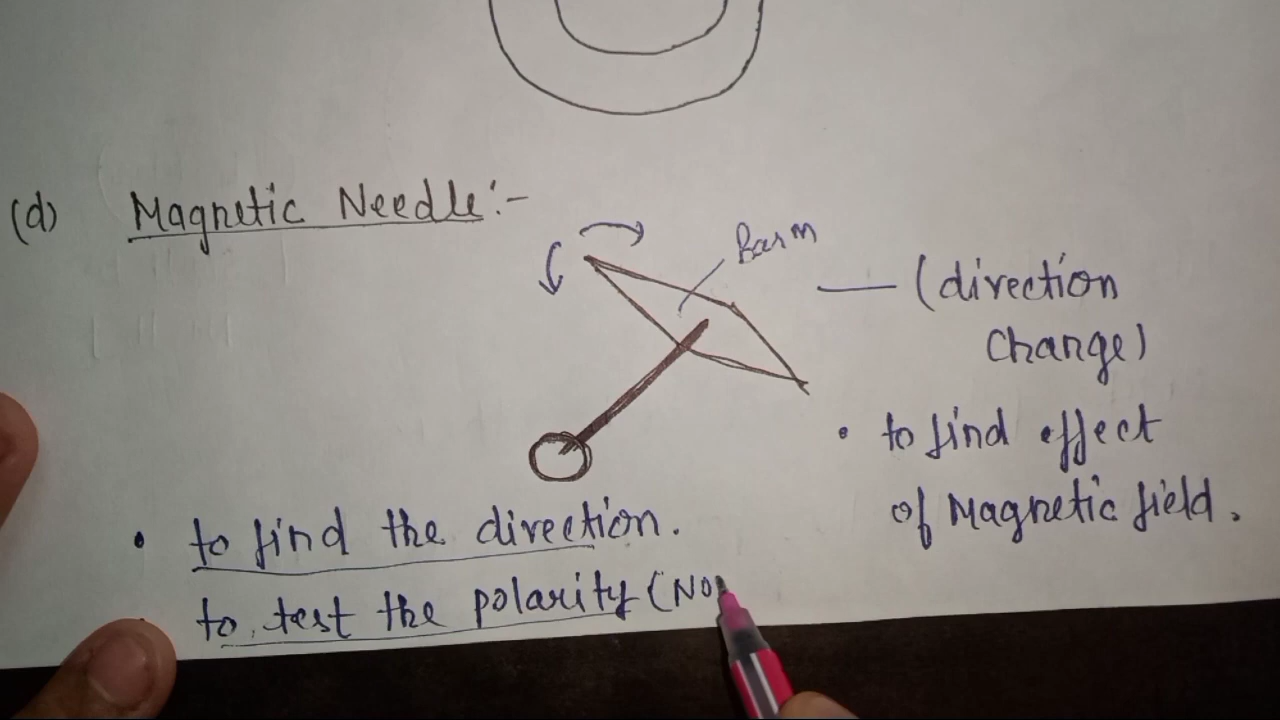 (d) Magnetic Needle:-
Bar m
— (direction
Change)
• to find effect
of Magnetic field.
• to find the direction.
to test the polarity (No